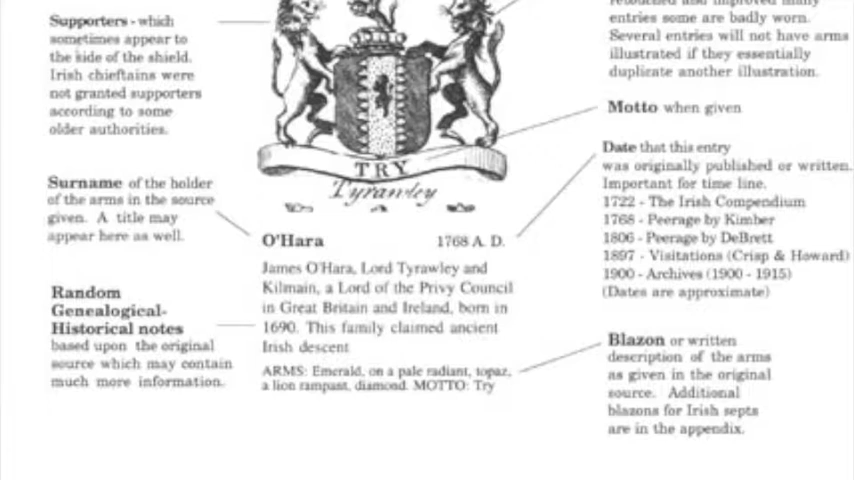 Supporters - which
sometimes appear to
the side of the shield.
Irish chieftains were
not granted supporters
according to some
older authorities.
Surname of the holder
of the arms in the source
given. A title may
appear here as well.
Random
Genealogical-
Historical notes
based upon the original
source which may contain
much more information.
TRY
Tyrawley
O'Hara 1768 A. D.
James O'Hara, Lord Tyrawley and
Kilmain, a Lord of the Privy Council
in Great Britain and Ireland, born in
1690. This family claimed ancient
Irish descent
ARMS: Emerald, on a pale radiant, topaz,
a lion rampant, diamond. MOTTO: Try
retouched and improved many
entries some are badly worn.
Several entries will not have arms
illustrated if they essentially
duplicate another illustration.
Motto when given
Date that this entry
was originally published or written.
Important for time line.
1722 - The Irish Compendium
1768 - Peerage by Kimber
1806 - Peerage by DeBrett
1897 - Visitations (Crisp & Howard)
1900 - Archives (1900 - 1915)
(Dates are approximate)
Blazon or written
description of the arms
as given in the original
source. Additional
blazons for Irish septs
are in the appendix.